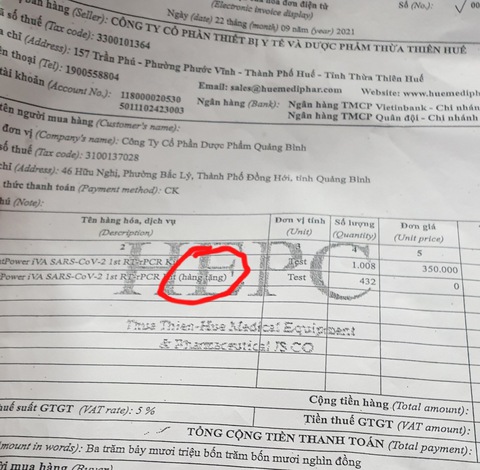 hóa đơn điện tử
(Electronic invoice display)
Số (No.):
Ngày (date) 22 tháng (month) 09 năm (year) 2021
bán hàng (Seller): CÔNG TY CỔ PHẦN THIẾT BỊ Y TẾ VÀ DƯỢC PHẨM THỪA THIÊN HUẾ
số thuế (Tax code): 3300101364
chỉ (Address): 157 Trần Phú - Phường Phước Vĩnh - Thành Phố Huế - Tỉnh Thừa Thiên Huế
thoại (Tel): 1900558804 Email: sales@huemediphar.com Website: www.huemediphar.com
tài khoản (Account No.): 118000020530 Ngân hàng (Bank): Ngân hàng TMCP Vietinbank - Chi nhánh
5011102423003 Ngân hàng TMCP Quân đội - Chi nhánh
tên người mua hàng (Customer's name):
đơn vị (Company's name): Công Ty Cổ Phần Dược Phẩm Quảng Bình
số thuế (Tax code): 3100137028
chỉ (Address): 46 Hữu Nghị, Phường Bắc Lý, Thành Phố Đồng Hới, tỉnh Quảng Bình
thức thanh toán (Payment method): CK
(Note):
Tên hàng hóa, dịch vụ Đơn vị tính Số lượng Đơn giá
(Description) (Unit) (Quantity) (Unit price)
2 3 4 5
Power iVA SARS-CoV-2 1st RT-rPCR Kit Test 1.008 350.000
Power iVA SARS-CoV-2 1st RT-rPCR Kit (hàng tặng) Test 432 0
HEPC
Thua Thien-Hue Medical Equipment
& Pharmaceutical JS CO
Cộng tiền hàng (Total amount):
thuế suất GTGT (VAT rate): 5 % Tiền thuế GTGT (VAT amount):
TỔNG CỘNG TIỀN THANH TOÁN (Total payment):
(Amount in words): Ba trăm bảy mươi triệu bốn trăm bốn mươi nghìn đồng
mua hàng